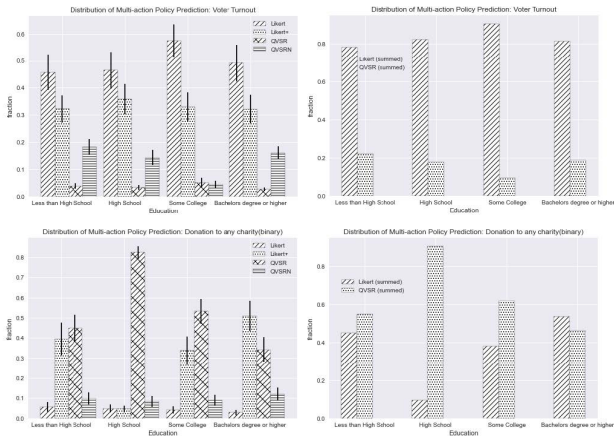 Distribution of Multi-action Policy Prediction: Voter Turnout
Likert
Likert+
QVSR
QVSRN
0.6
0.5
0.4
0.3
0.2
0.1
0.0
fraction
Less than High School
High School
Some College
Bachelors degree or higher
Education
Distribution of Multi-action Policy Prediction: Voter Turnout
Likert (summed)
QVSR (summed)
0.8
0.6
0.4
0.2
0.0
fraction
Less than High School
High School
Some College
Bachelors degree or higher
Education
Distribution of Multi-action Policy Prediction: Donation to any charity(binary)
Likert
Likert+
QVSR
QVSRN
0.8
0.7
0.6
0.5
0.4
0.3
0.2
0.1
0.0
fraction
Less than High School
High School
Some College
Bachelors degree or higher
Education
Distribution of Multi-action Policy Prediction: Donation to any charity(binary)
Likert (summed)
QVSR (summed)
0.8
0.6
0.4
0.2
0.0
fraction
Less than High School
High School
Some College
Bachelors degree or higher
Education